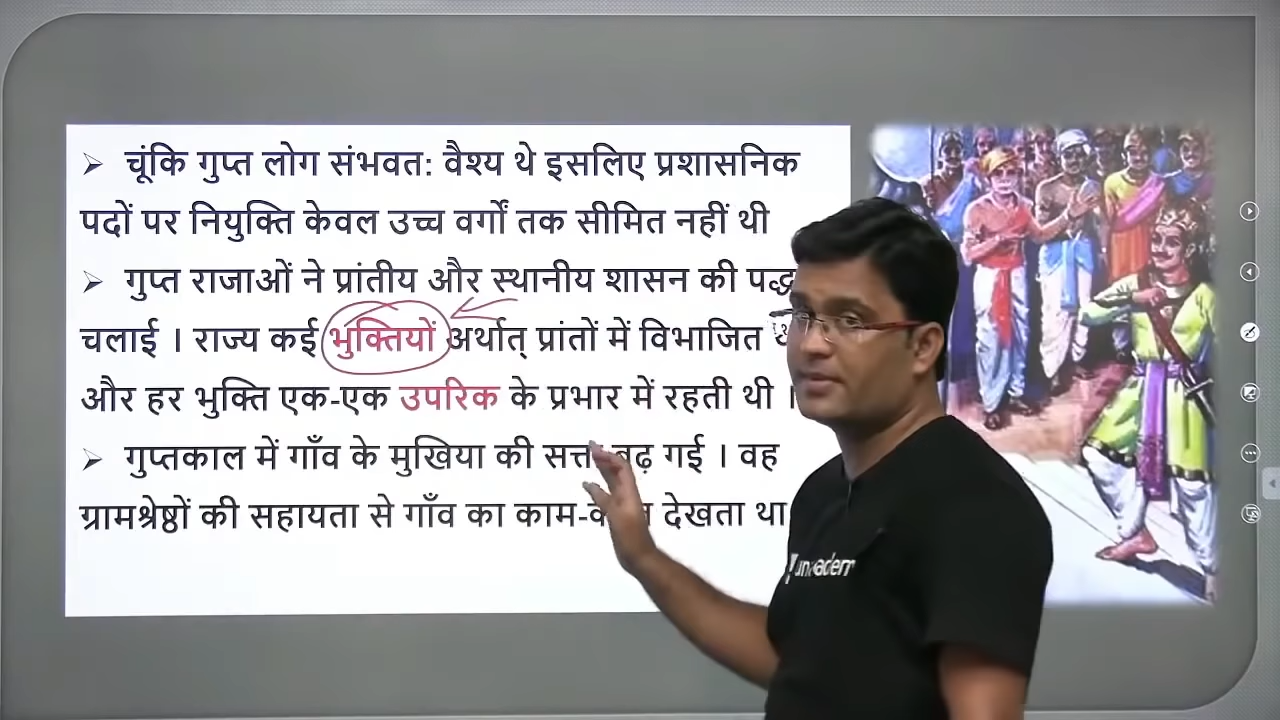 ➢ चूंकि गुप्त लोग संभवत: वैश्य थे इसलिए प्रशासनिक
पदों पर नियुक्ति केवल उच्च वर्गों तक सीमित नहीं थी
➢ गुप्त राजाओं ने प्रांतीय और स्थानीय शासन की
चलाई । राज्य कई भुक्तियों अर्थात् प्रांतों में विभाजित
और हर भुक्ति एक-एक उपरिक के प्रभार में रहती थी ।
➢ गुप्तकाल में गाँव के मुखिया की बढ़ गई । वह
ग्रामश्रेष्ठों की सहायता से गाँव का देखता था